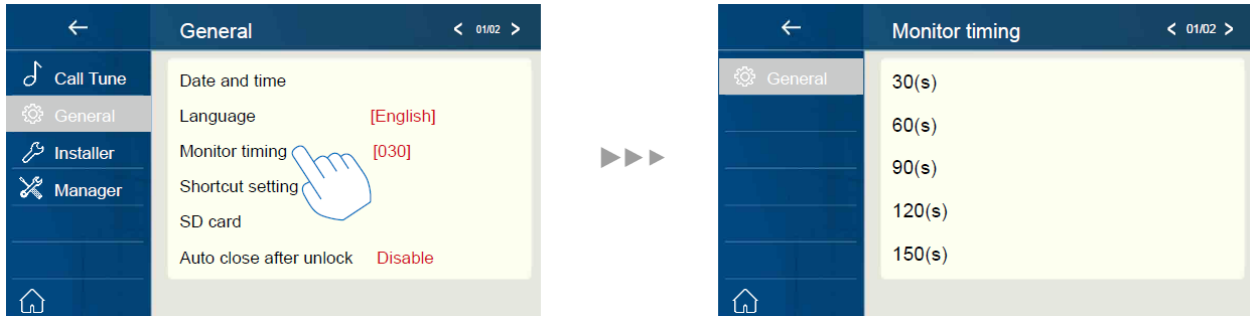 General
01/02
Call Tune
General
Installer
Manager
Date and time
Language [English]
Monitor timing [030]
Shortcut setting
SD card
Auto close after unlock Disable
Monitor timing
01/02
General
30(s)
60(s)
90(s)
120(s)
150(s)